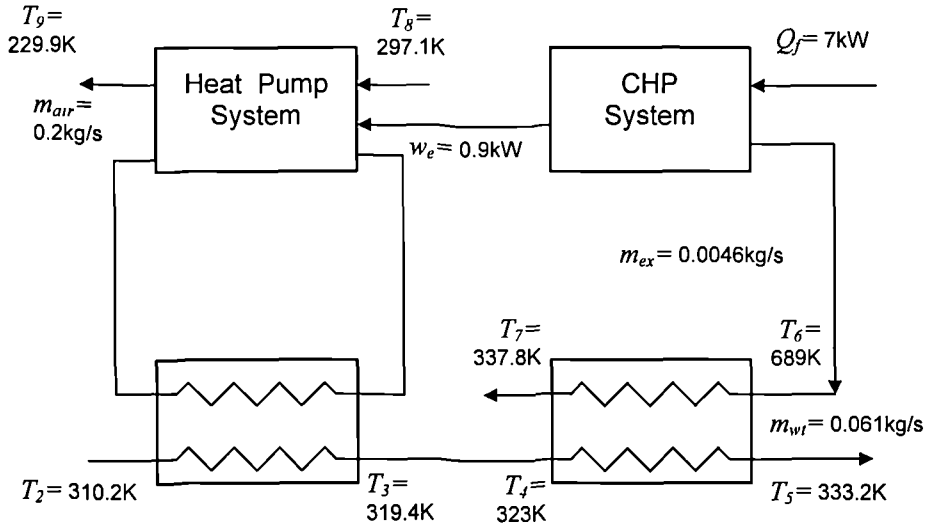 T9=
229.9K
T8=
297.1K
Qf= 7kW
Heat Pump
System
CHP
System
mair=
0.2kg/s
we= 0.9kW
mex= 0.0046kg/s
T7=
337.8K
T6=
689K
mwt= 0.061kg/s
T2= 310.2K
T3=
319.4K
T4=
323K
T5= 333.2K